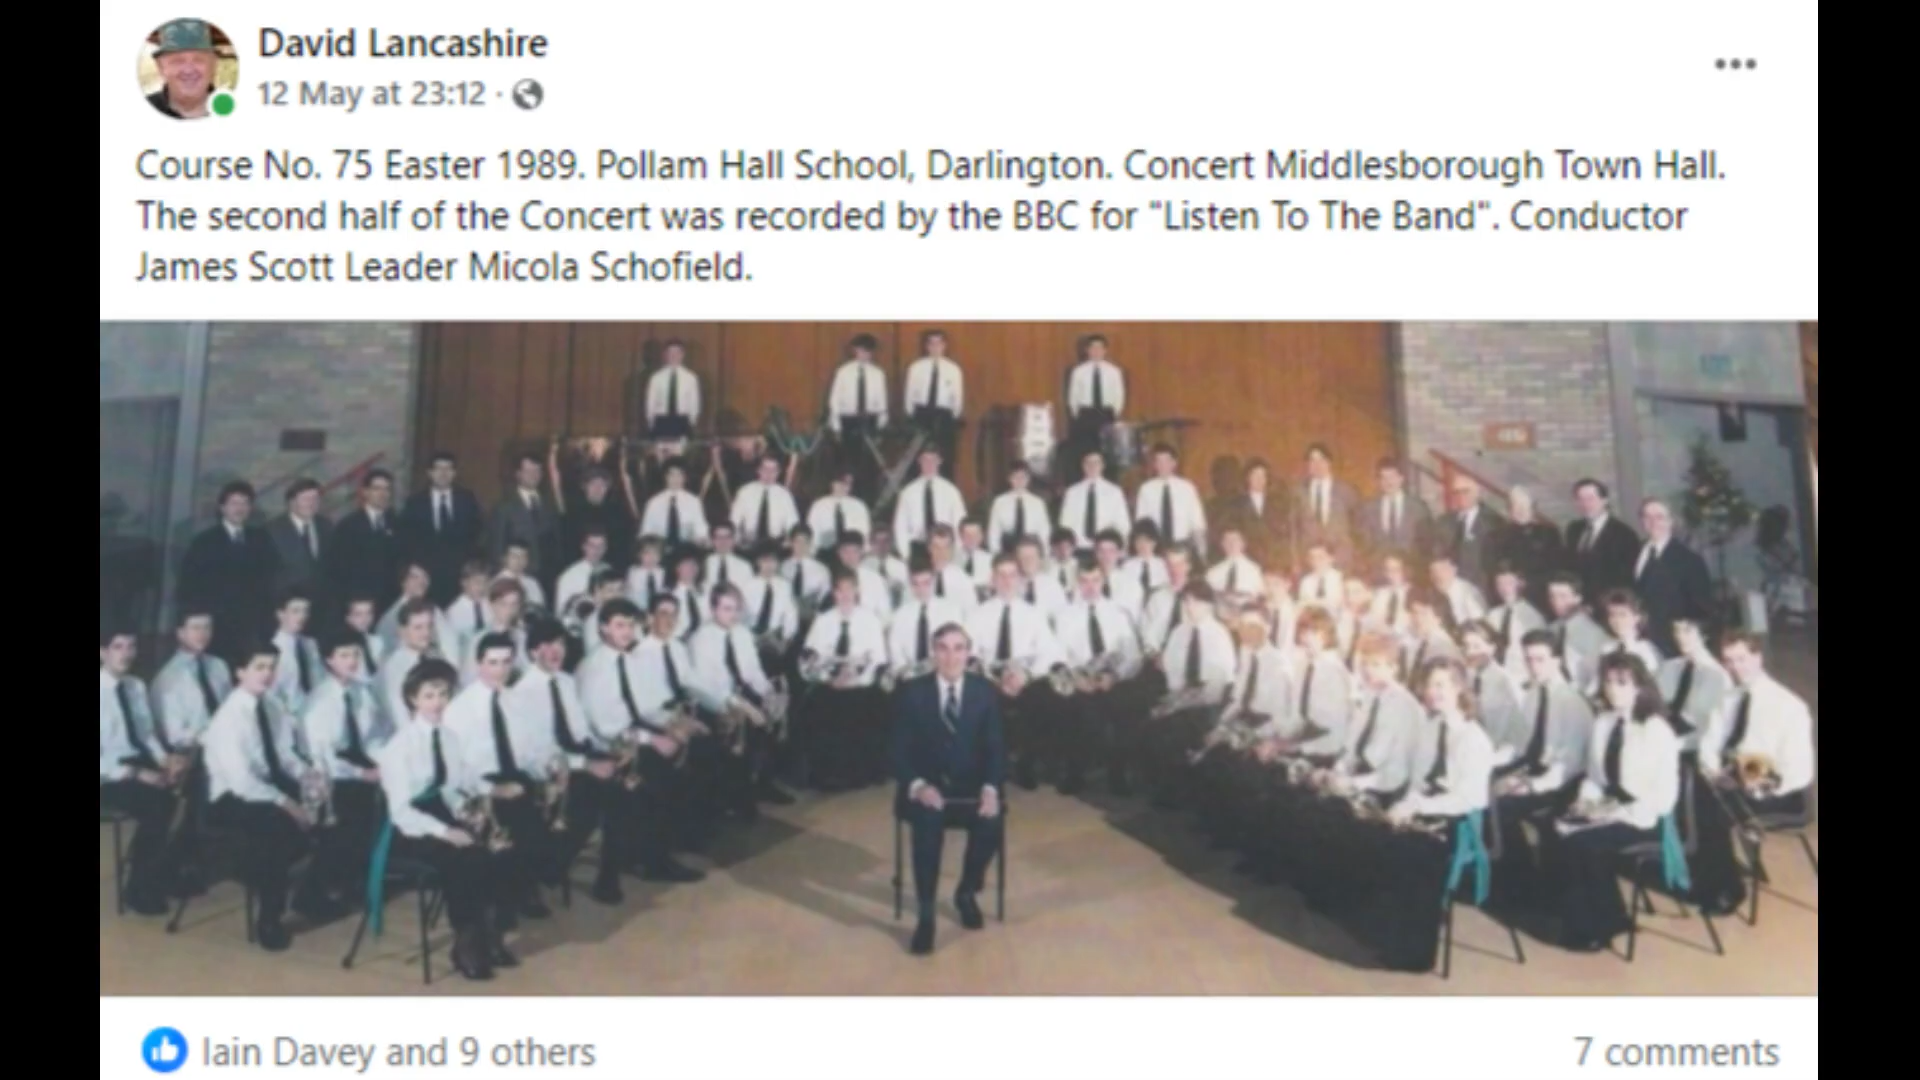 David Lancashire
12 May at 23:12 ·
Course No. 75 Easter 1989. Pollam Hall School, Darlington. Concert Middlesborough Town Hall.
The second half of the Concert was recorded by the BBC for "Listen To The Band". Conductor
James Scott Leader Micola Schofield.
Iain Davey and 9 others
7 comments